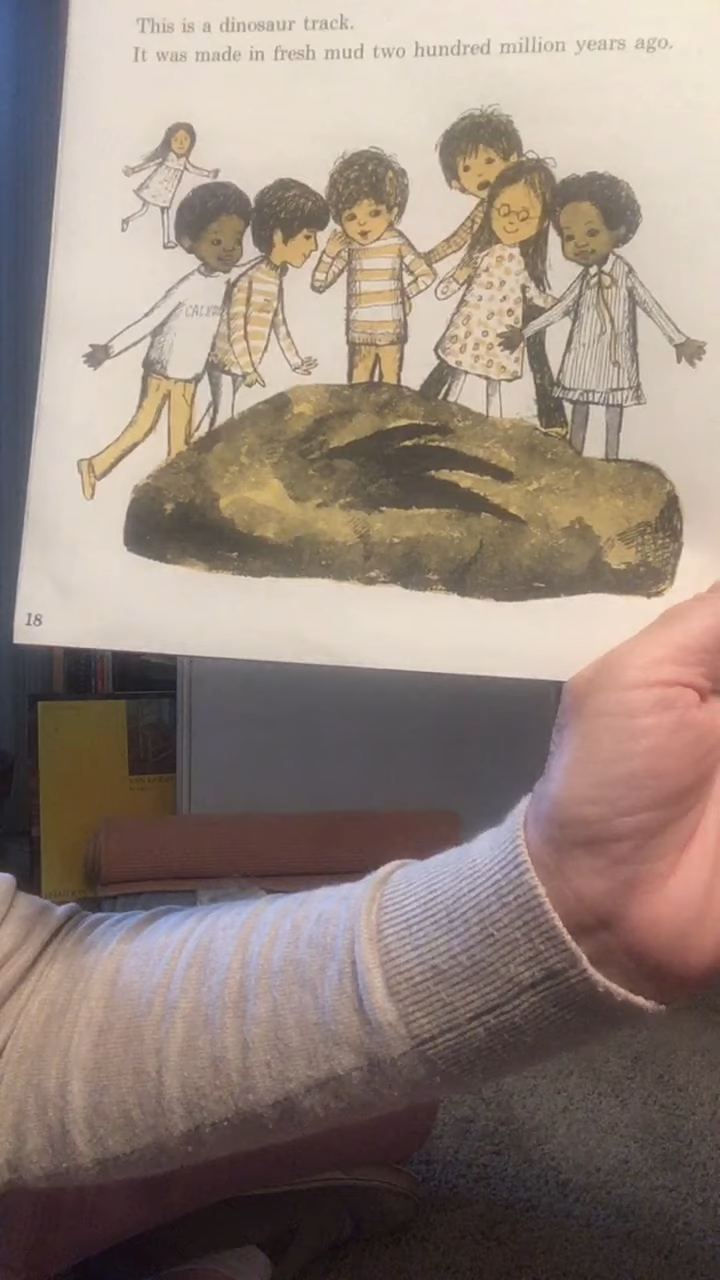 This is a dinosaur track.
It was made in fresh mud two hundred million years ago.
18